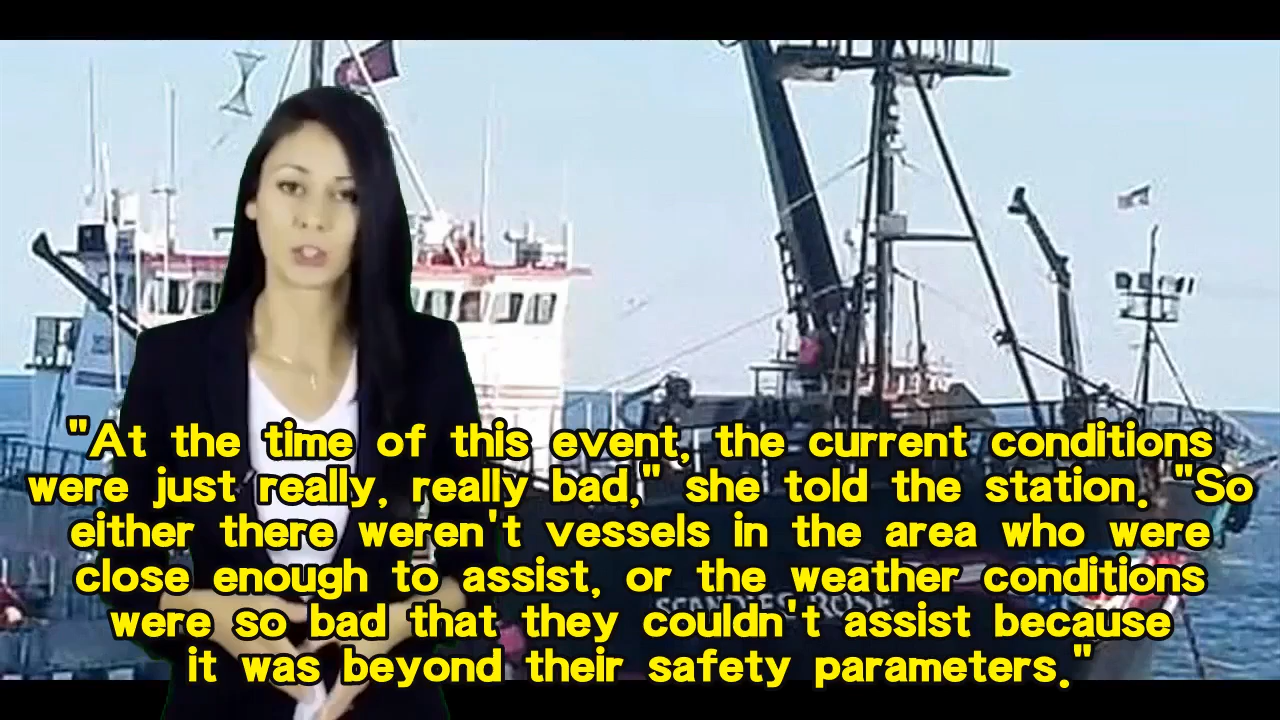 "At the time of this event, the current conditions
were just really, really bad," she told the station. "So
either there weren't vessels in the area who were
close enough to assist, or the weather conditions
were so bad that they couldn't assist because
it was beyond their safety parameters."